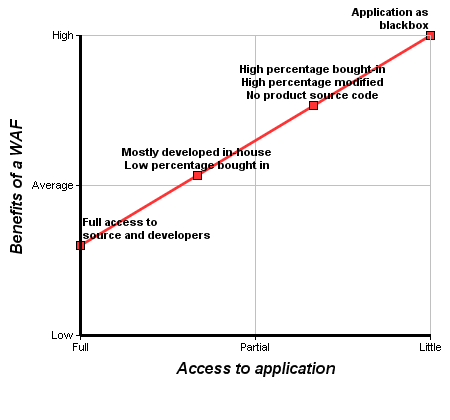 Application as
blackbox
High
High percentage bought-in
High percentage modified
No product source code
Mostly developed in-house
Low percentage bought in
Average
Full access to
source and developers
Low
Full
Partial
Little
Access to application
Benefits of a WAF